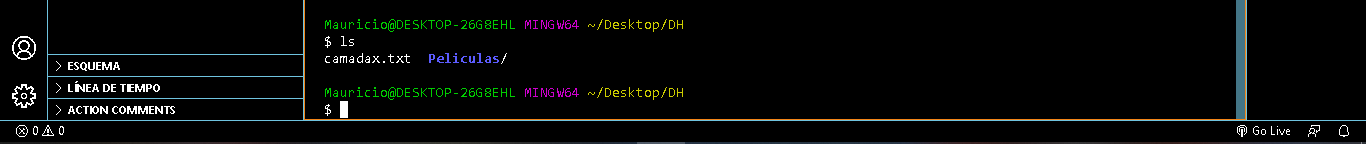 Mauricio@DESKTOP-26G8EHL MINGW64 ~/Desktop/DH
$ ls
camadax.txt  Peliculas/
Mauricio@DESKTOP-26G8EHL MINGW64 ~/Desktop/DH
$
ESQUEMA
LÍNEA DE TIEMPO
ACTION COMMENTS
0 0
Go Live